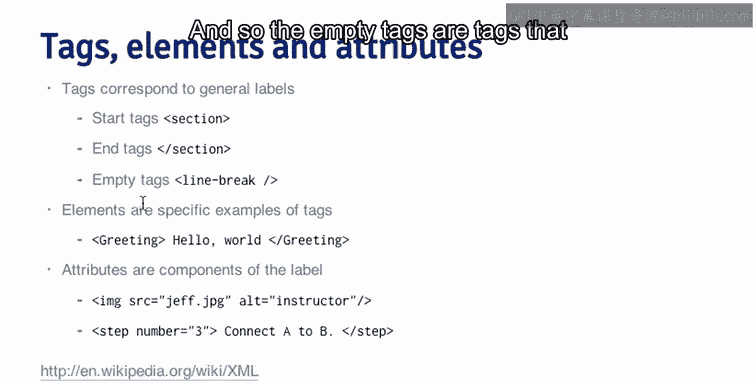 And so the empty tags are tags that
Tags, elements and attributes
· Tags correspond to general labels
- Start tags <section>
- End tags </section>
- Empty tags <line-break />
· Elements are specific examples of tags
- <Greeting> Hello, world </Greeting>
· Attributes are components of the label
- <img src="jeff.jpg" alt="instructor"/>
- <step number="3"> Connect A to B. </step>
http://en.wikipedia.org/wiki/XML